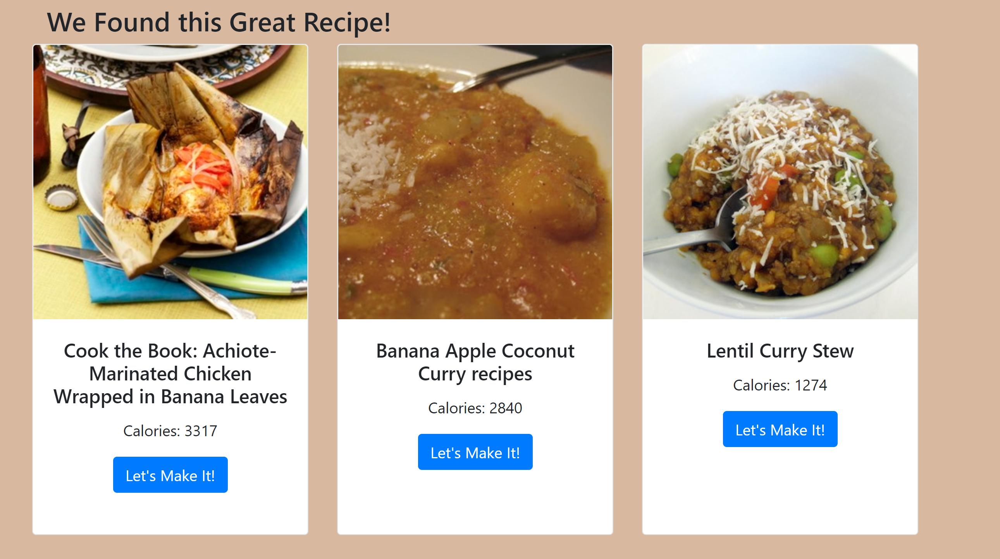 We Found this Great Recipe!
Cook the Book: Achiote-
Marinated Chicken
Wrapped in Banana Leaves
Calories: 3317
Let's Make It!
Banana Apple Coconut
Curry recipes
Calories: 2840
Let's Make It!
Lentil Curry Stew
Calories: 1274
Let's Make It!